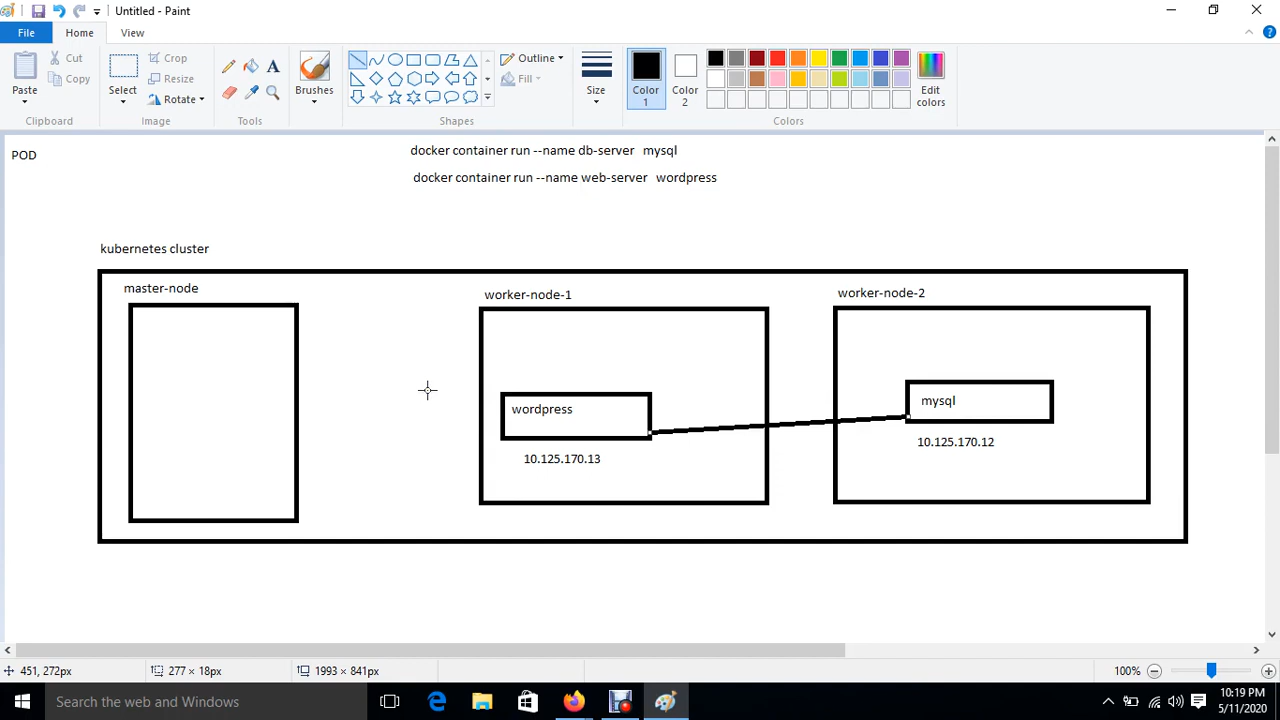 Untitled - Paint
File
Home
View
Paste
Cut
Copy
Clipboard
Select
Crop
Resize
Rotate
Image
A
Tools
Brushes
Outline
Fill
Shapes
Size
Color
1
Color
2
Edit
colors
Colors
POD
docker container run --name db-server mysql
docker container run --name web-server wordpress
kubernetes cluster
master-node
worker-node-1
worker-node-2
wordpress
mysql
10.125.170.13
10.125.170.12
451, 272px
277 × 18px
1993 × 841px
100%
Search the web and Windows
10:19 PM
5/11/2020